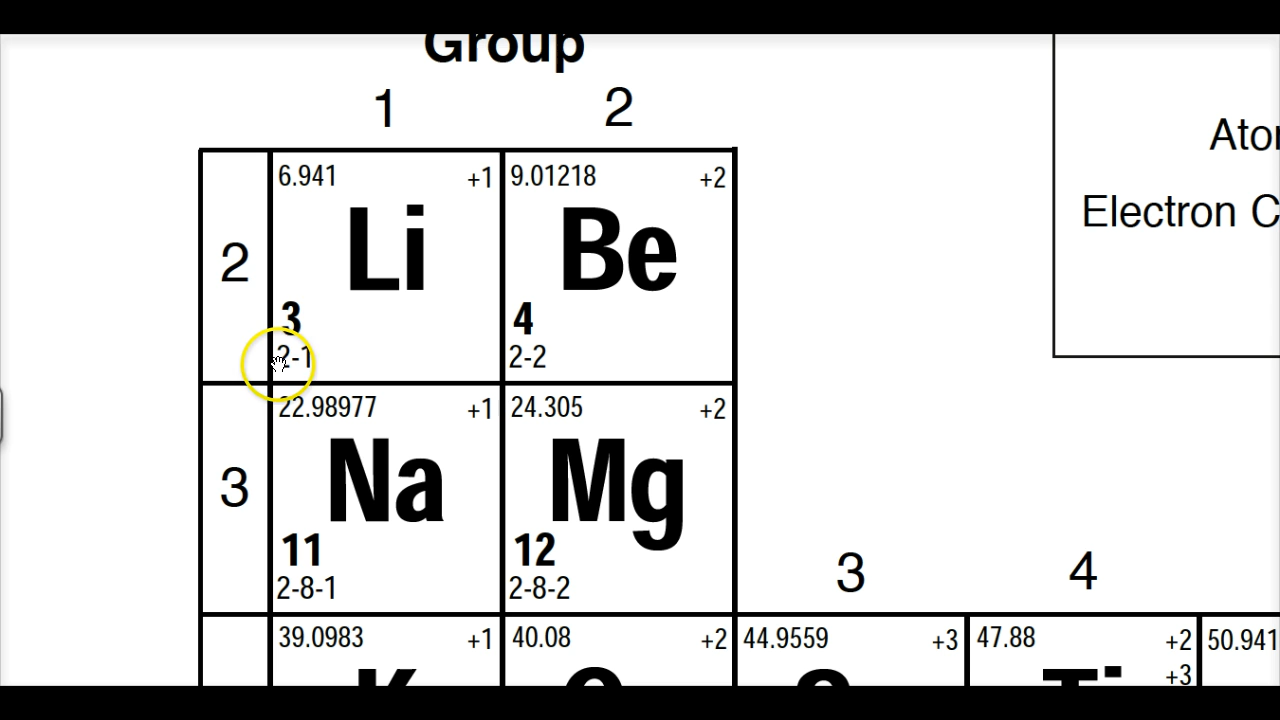 Group
1 2
6.941 +1 9.01218 +2
Li Be
2
3 4
2-1 2-2
22.98977 +1 24.305 +2
Na Mg
3
11 12
2-8-1 2-8-2
3 4
39.0983 +1 40.08 +2 44.9559 +3 47.88 +2 50.941
+3
K
Ti
Ato
Electron C